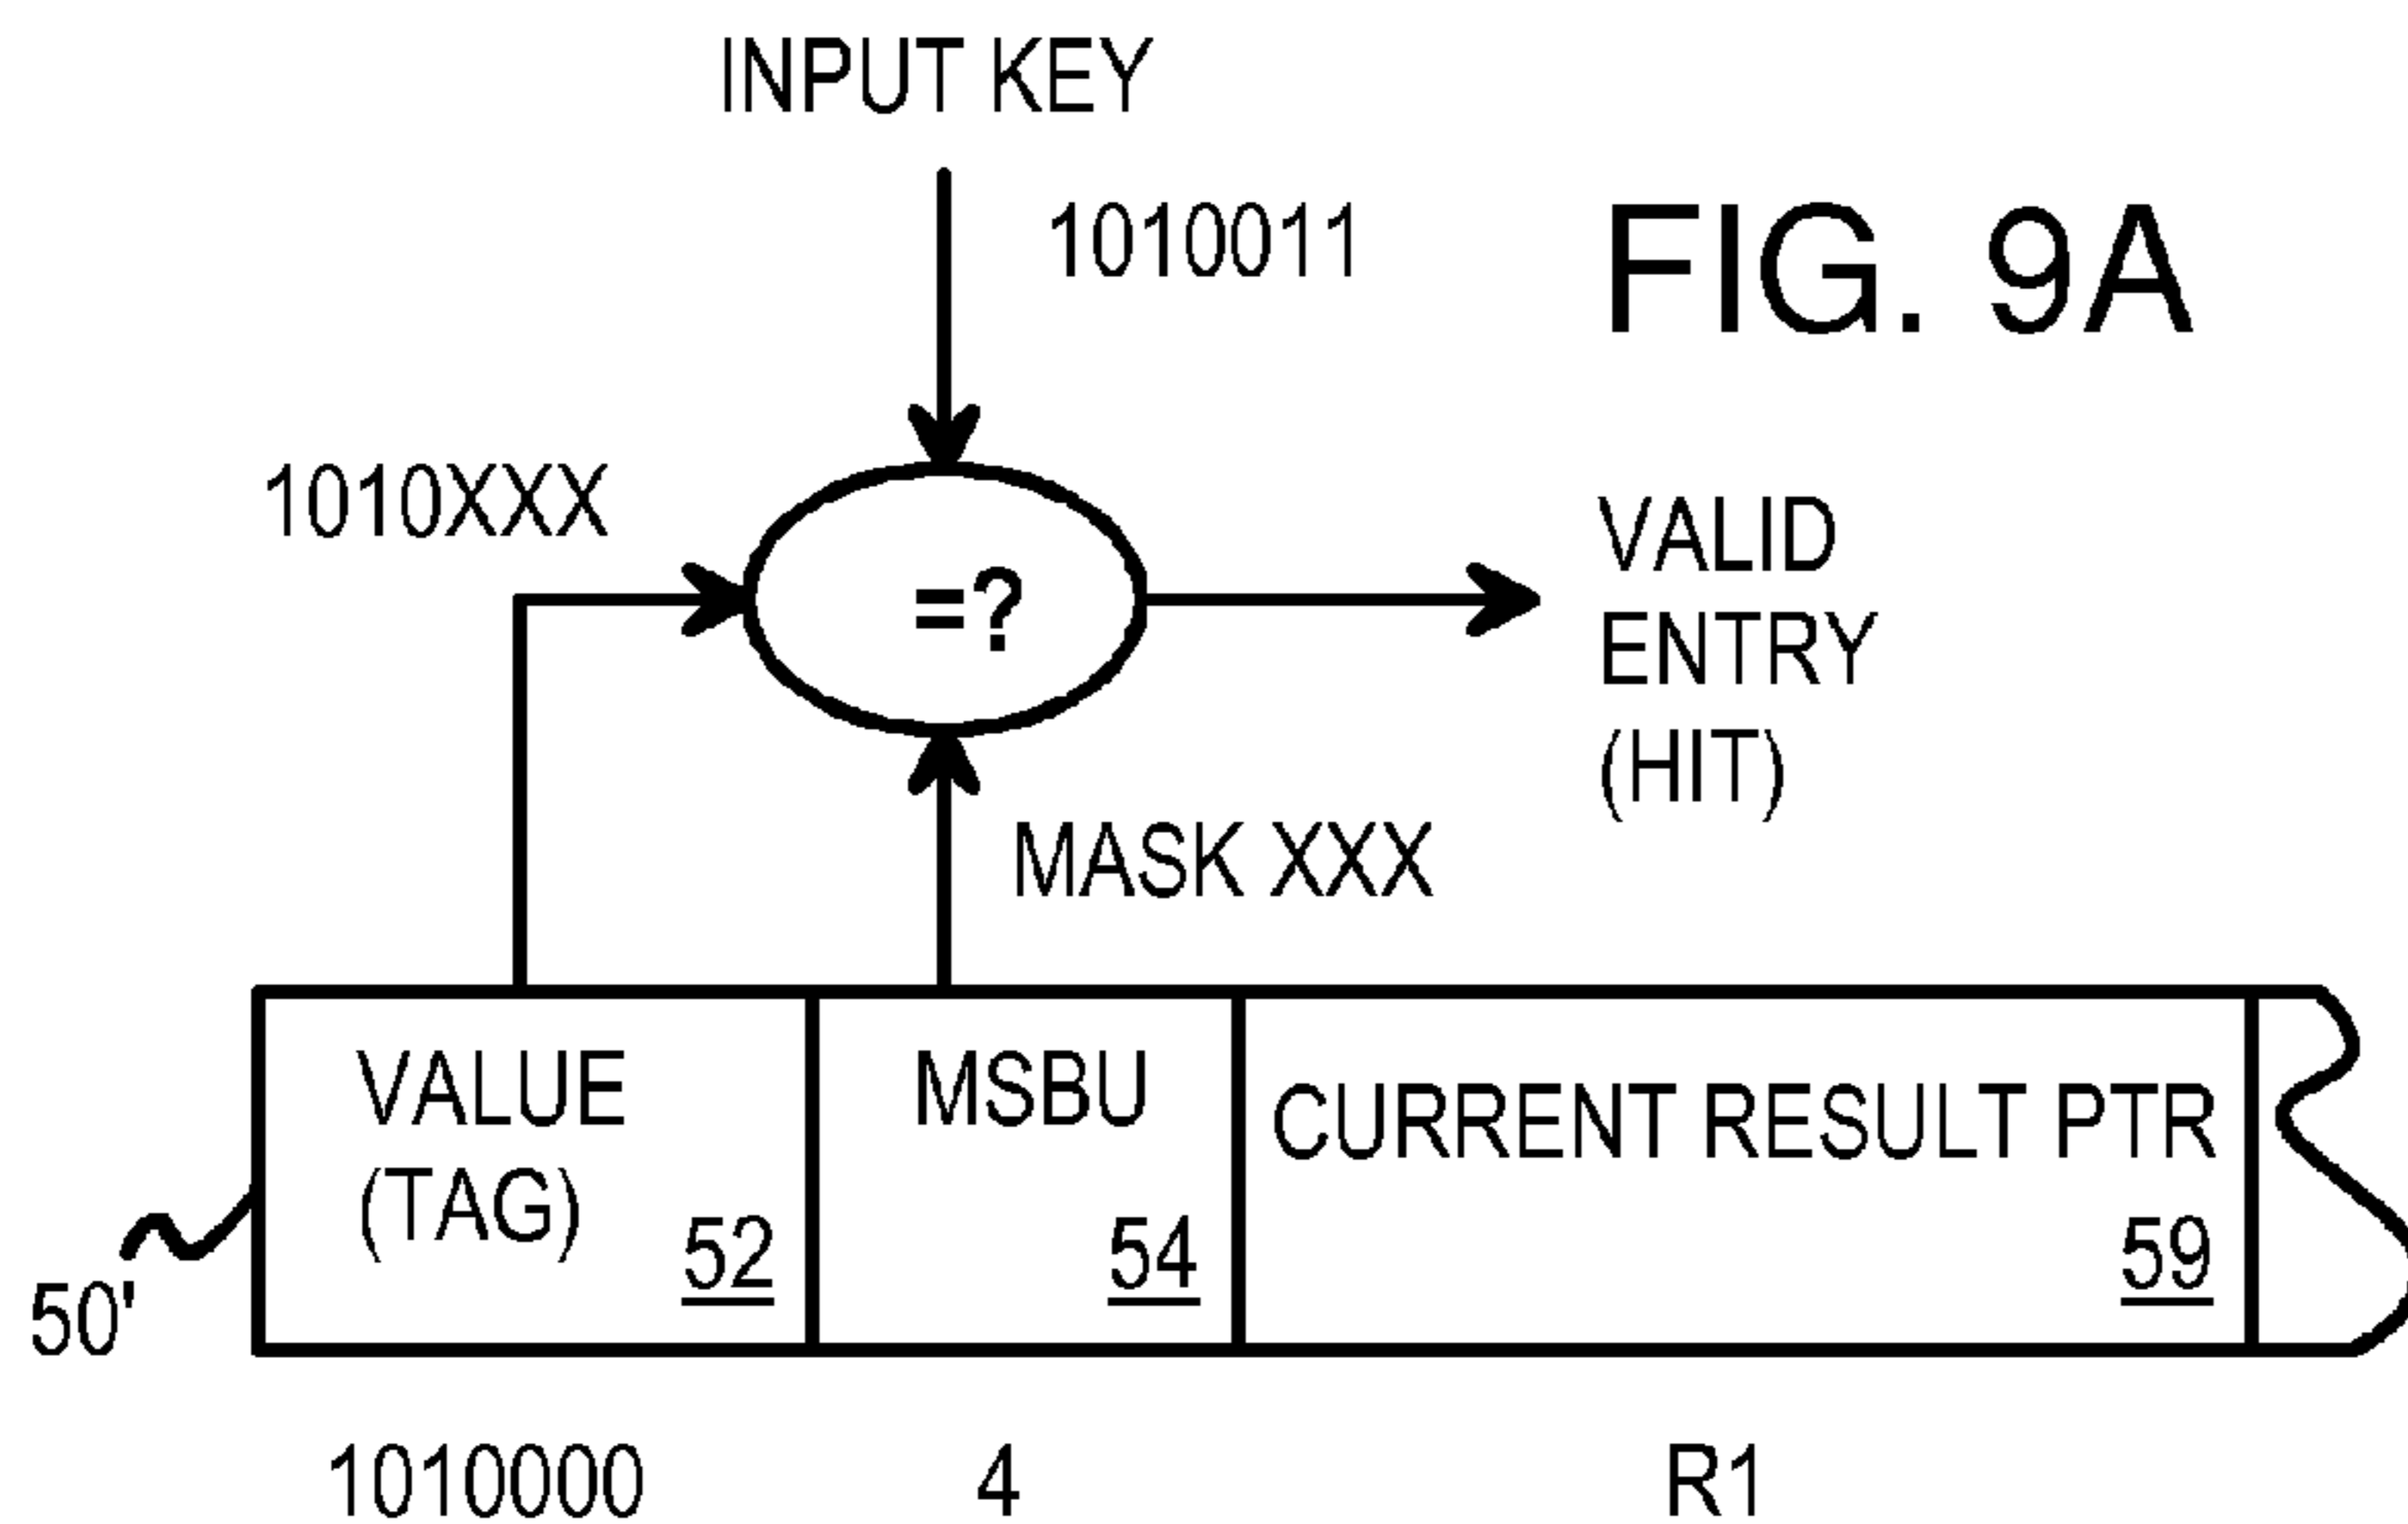 INPUT KEY
1010011
FIG. 9A
1010XXX
=?
VALID
ENTRY
(HIT)
MASK XXX
VALUE
(TAG)
52
MSBU
54
CURRENT RESULT PTR
59
50'
1010000
4
R1